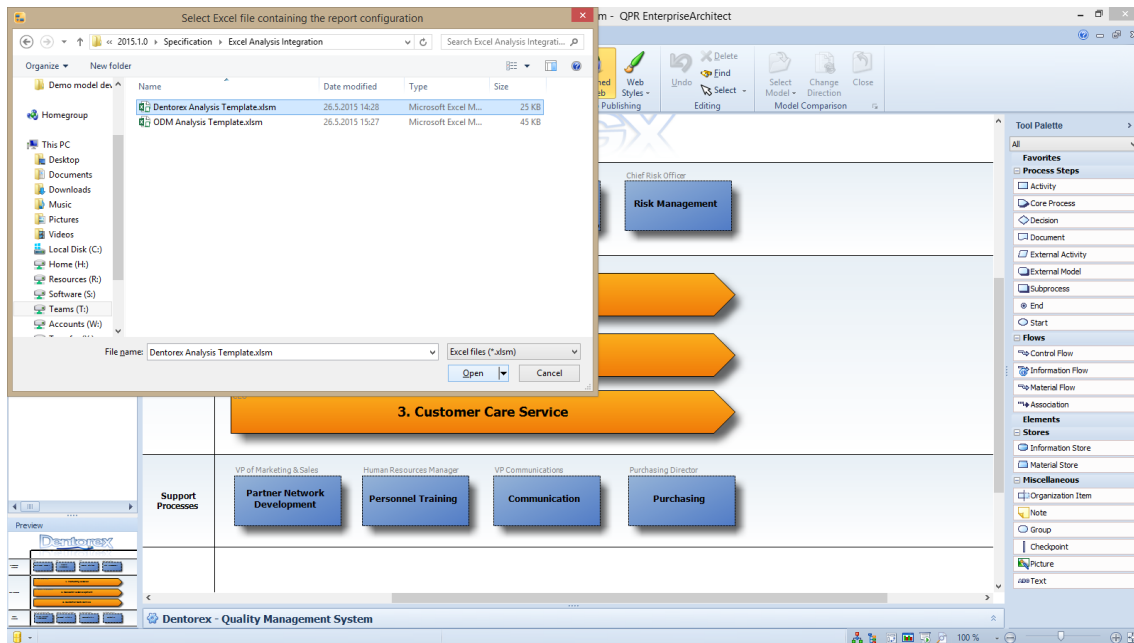 Select Excel file containing the report configuration
m - QPR EnterpriseArchitect
« 2015.1.0 Specification Excel Analysis Integration
Search Excel Analysis Integrati...
Organize New folder
Demo model dev
Homegroup
This PC
Desktop
Documents
Downloads
Music
Pictures
Videos
Local Disk (C:)
Home (H:)
Resources (R:)
Software (S:)
Teams (T:)
Accounts (W:)
Name Date modified Type Size
Dentorex Analysis Template.xlsm 26.5.2015 14:28 Microsoft Excel M... 25 KB
ODM Analysis Template.xlsm 26.5.2015 15:27 Microsoft Excel M... 45 KB
File name: Dentorex Analysis Template.xlsm
Excel files (*.xlsm)
Open Cancel
ned
eb
Web
Styles
Publishing
Undo
Delete
Find
Select
Editing
Select
Model
Change
Direction
Close
Model Comparison
Chief Risk Officer
Risk Management
3. Customer Care Service
Support
Processes
VP of Marketing & Sales
Partner Network
Development
Human Resources Manager
Personnel Training
VP Communications
Communication
Purchasing Director
Purchasing
Preview
Dentorex
Dentorex - Quality Management System
100 %
Tool Palette
All
Favorites
Process Steps
Activity
Core Process
Decision
Document
External Activity
External Model
Subprocess
End
Start
Flows
Control Flow
Information Flow
Material Flow
Association
Elements
Stores
Information Store
Material Store
Miscellaneous
Organization Item
Note
Group
Checkpoint
Picture
Text